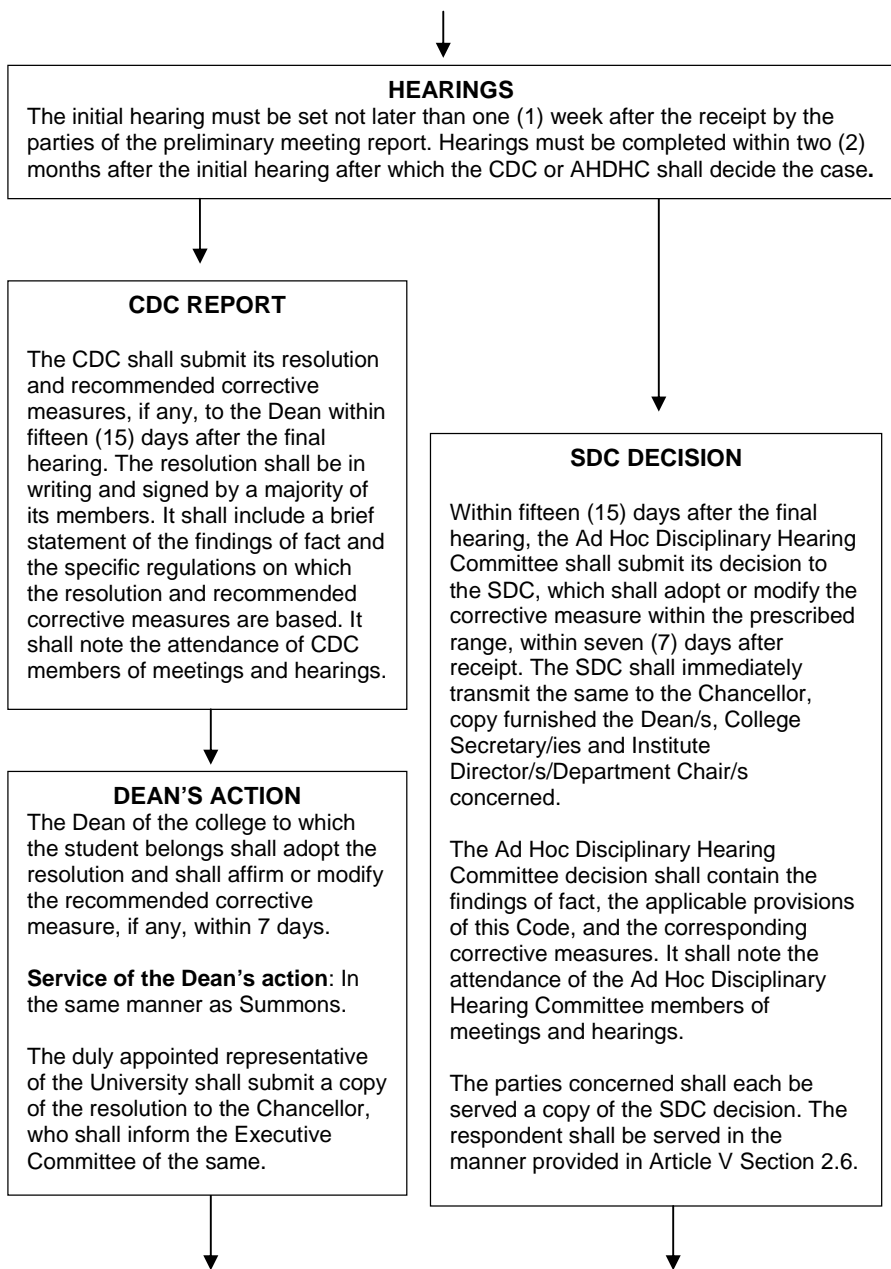 HEARINGS
The initial hearing must be set not later than one (1) week after the receipt by the
parties of the preliminary meeting report. Hearings must be completed within two (2)
months after the initial hearing after which the CDC or AHDHC shall decide the case.
CDC REPORT
The CDC shall submit its resolution
and recommended corrective
measures, if any, to the Dean within
fifteen (15) days after the final
hearing. The resolution shall be in
writing and signed by a majority of
its members. It shall include a brief
statement of the findings of fact and
the specific regulations on which
the resolution and recommended
corrective measures are based. It
shall note the attendance of CDC
members of meetings and hearings.
DEAN'S ACTION
The Dean of the college to which
the student belongs shall adopt the
resolution and shall affirm or modify
the recommended corrective
measure, if any, within 7 days.
Service of the Dean's action: In
the same manner as Summons.
The duly appointed representative
of the University shall submit a copy
of the resolution to the Chancellor,
who shall inform the Executive
Committee of the same.
SDC DECISION
Within fifteen (15) days after the final
hearing, the Ad Hoc Disciplinary Hearing
Committee shall submit its decision to
the SDC, which shall adopt or modify the
corrective measure within the prescribed
range, within seven (7) days after
receipt. The SDC shall immediately
transmit the same to the Chancellor,
copy furnished the Dean/s, College
Secretary/ies and Institute
Director/s/Department Chair/s
concerned.
The Ad Hoc Disciplinary Hearing
Committee decision shall contain the
findings of fact, the applicable provisions
of this Code, and the corresponding
corrective measures. It shall note the
attendance of the Ad Hoc Disciplinary
Hearing Committee members of
meetings and hearings.
The parties concerned shall each be
served a copy of the SDC decision. The
respondent shall be served in the
manner provided in Article V Section 2.6.